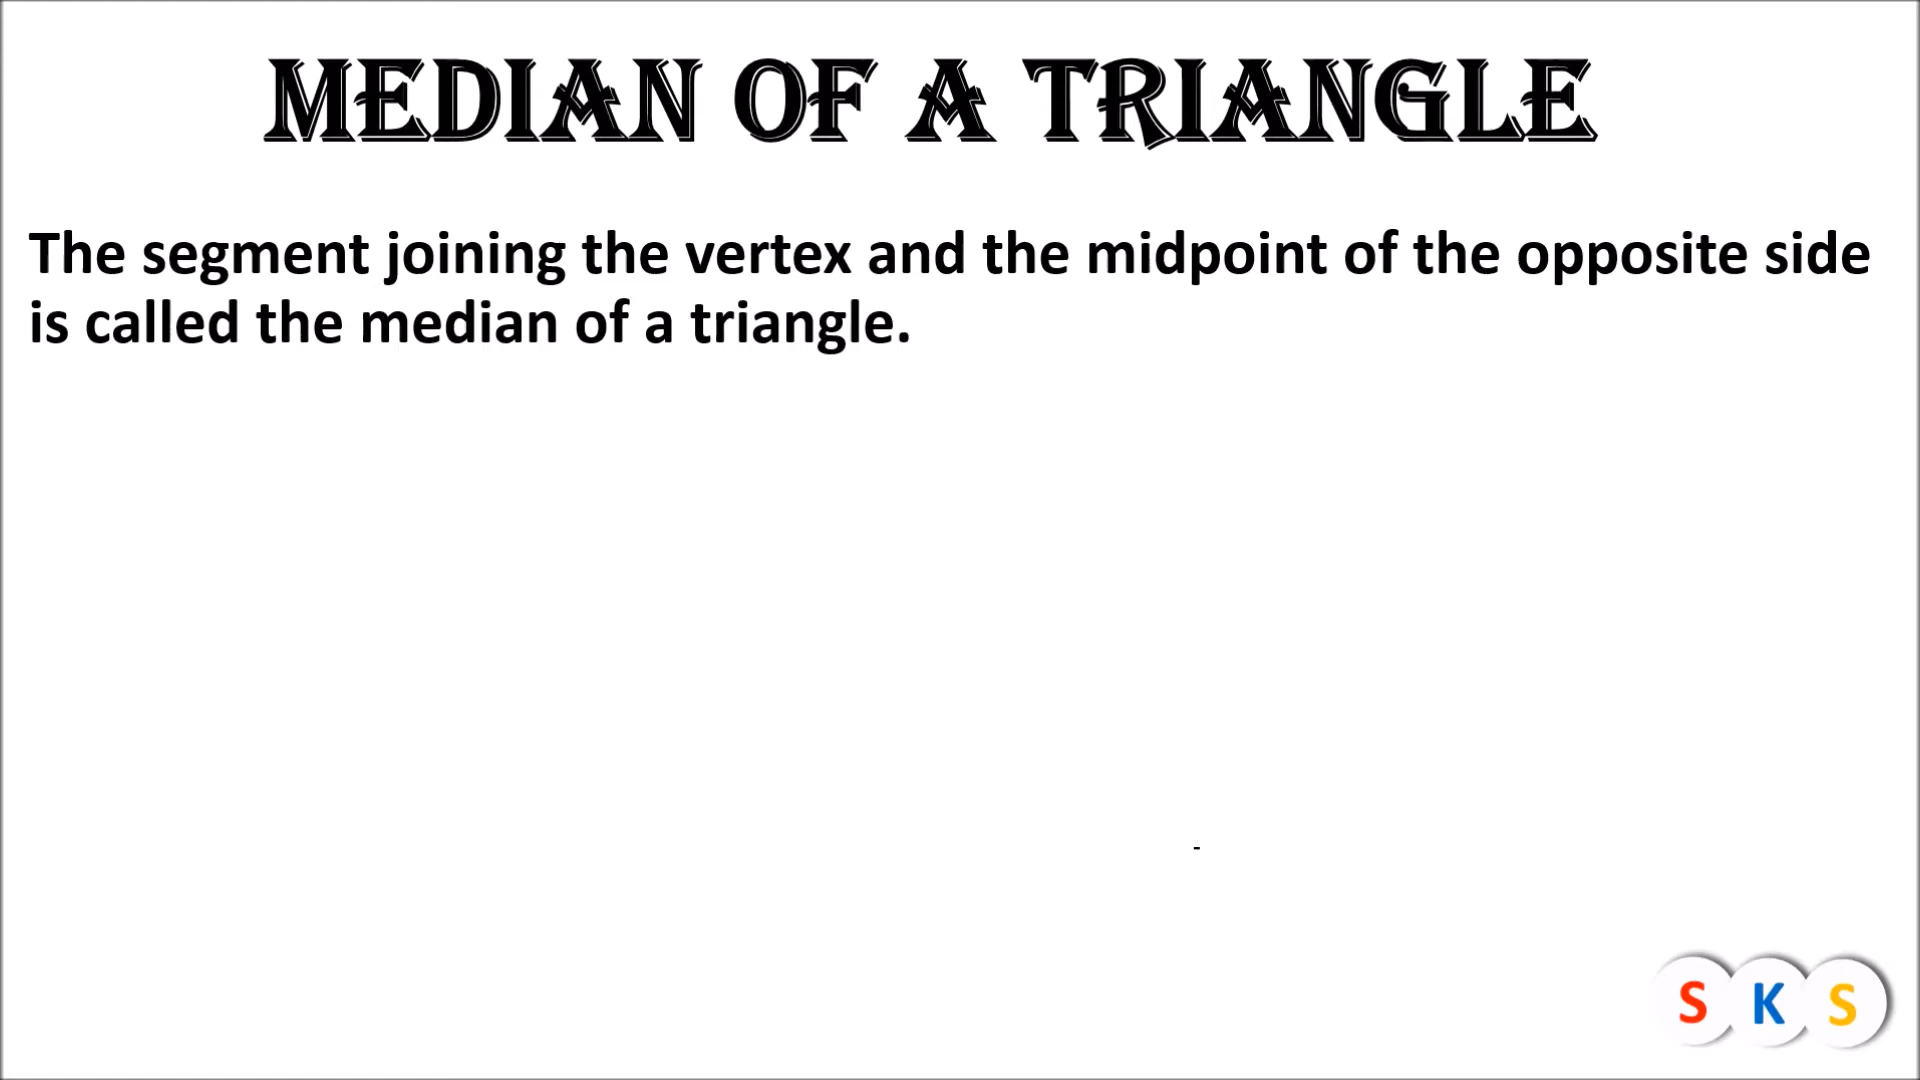 MEDIAN OF A TRIANGLE
The segment joining the vertex and the midpoint of the opposite side
is called the median of a triangle.
-
S K S